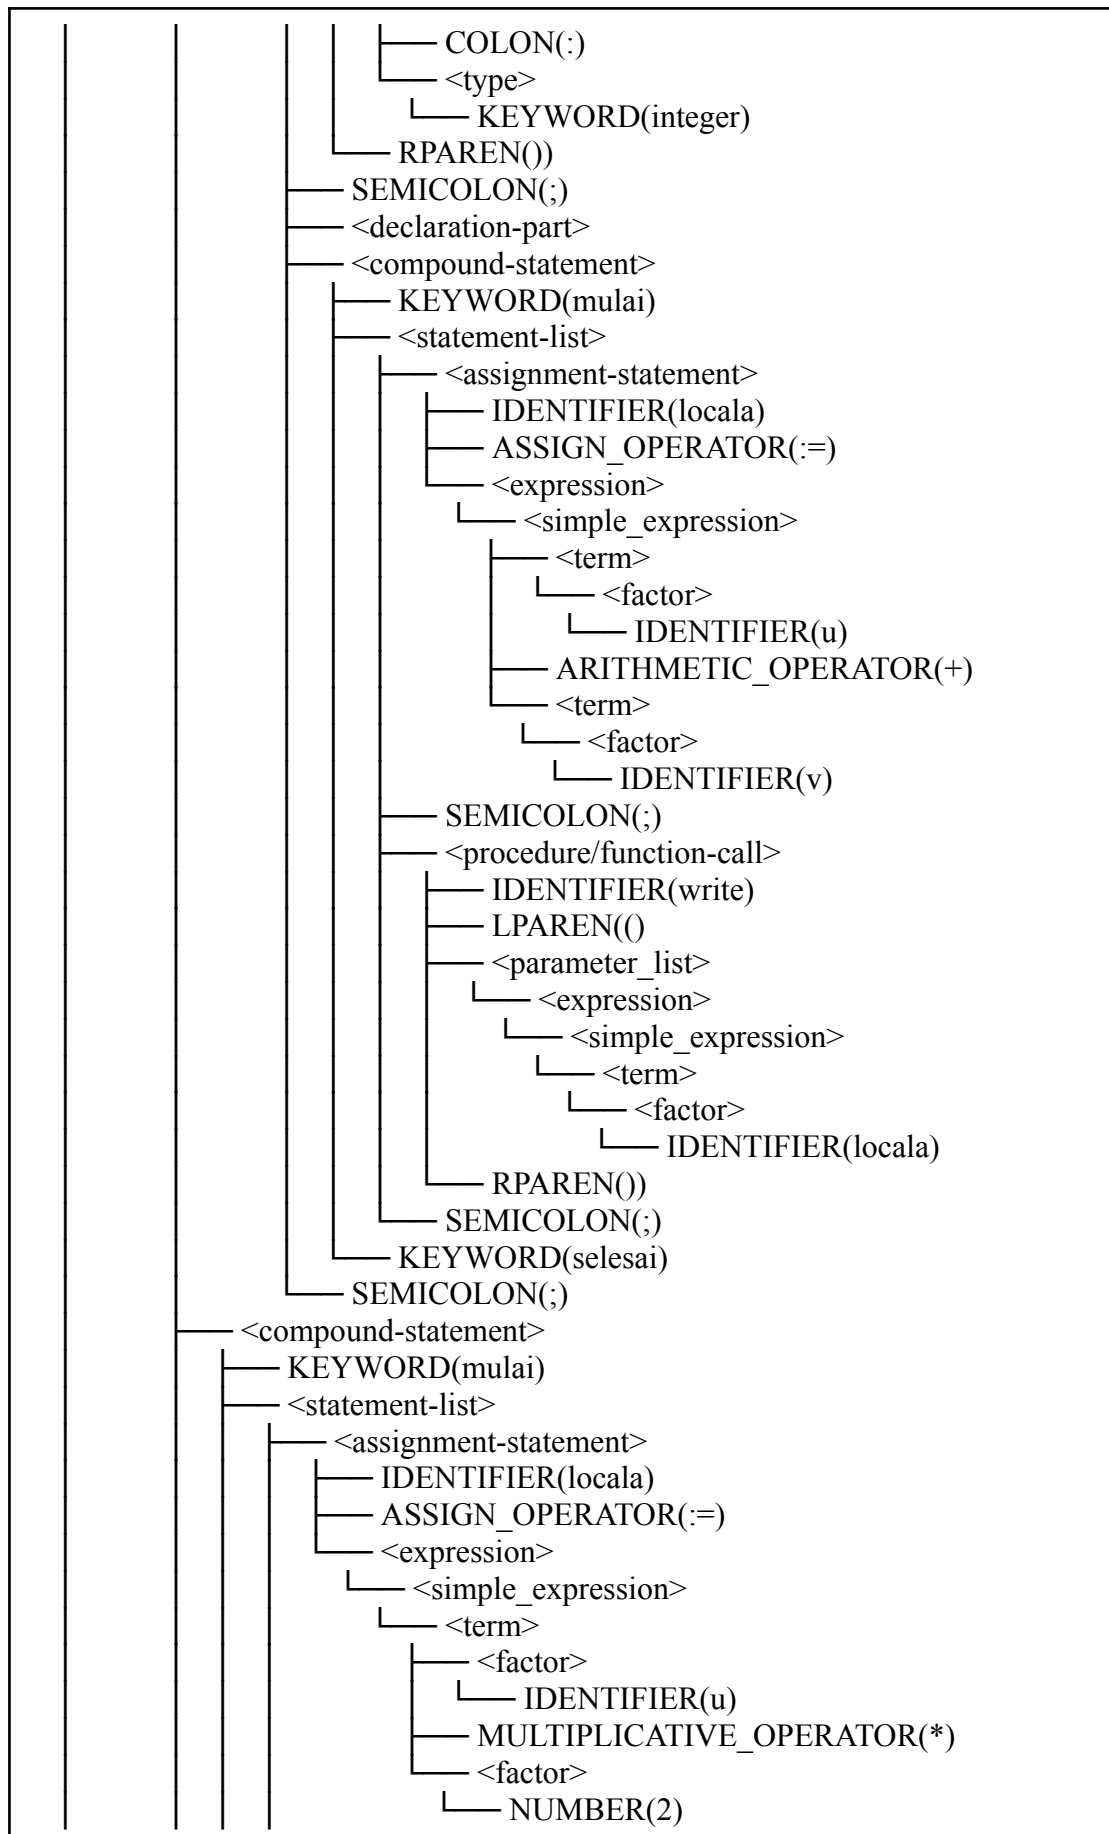 COLON(:)
<type>
KEYWORD(integer)
RPAREN())
SEMICOLON(;)
<declaration-part>
<compound-statement>
KEYWORD(mulai)
<statement-list>
<assignment-statement>
IDENTIFIER(locala)
ASSIGN_OPERATOR(:=)
<expression>
<simple_expression>
<term>
<factor>
IDENTIFIER(u)
ARITHMETIC_OPERATOR(+)
<term>
<factor>
IDENTIFIER(v)
SEMICOLON(;)
<procedure/function-call>
IDENTIFIER(write)
LPAREN(()
<parameter_list>
<expression>
<simple_expression>
<term>
<factor>
IDENTIFIER(locala)
RPAREN())
SEMICOLON(;)
KEYWORD(selesai)
SEMICOLON(;)
<compound-statement>
KEYWORD(mulai)
<statement-list>
<assignment-statement>
IDENTIFIER(locala)
ASSIGN_OPERATOR(:=)
<expression>
<simple_expression>
<term>
<factor>
IDENTIFIER(u)
MULTIPLICATIVE_OPERATOR(*)
<factor>
NUMBER(2)